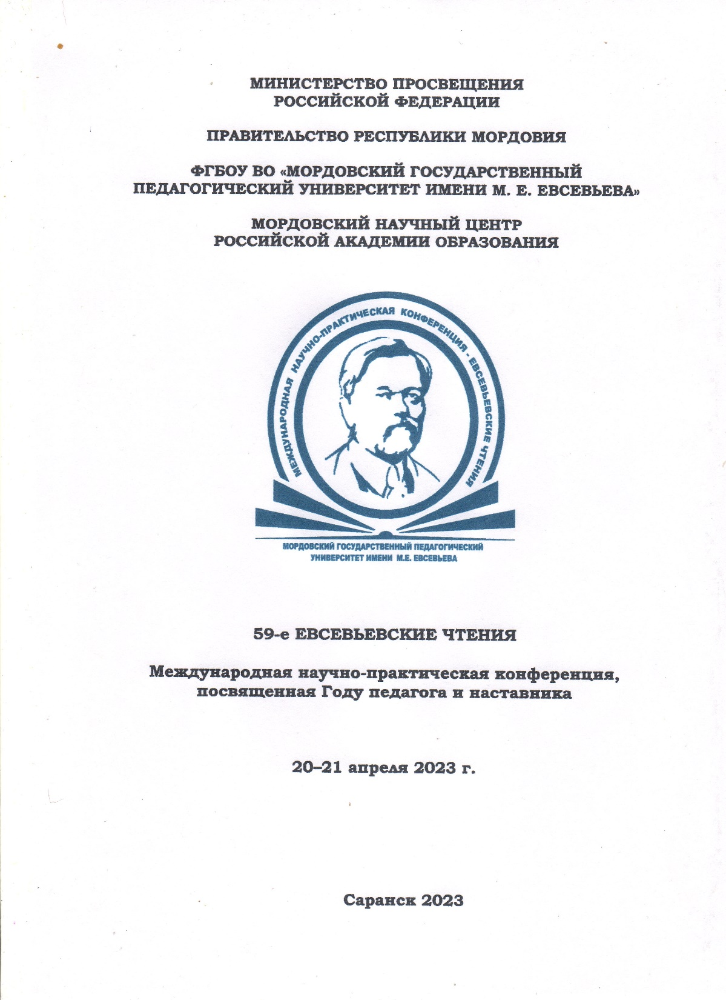 МИНИСТЕРСТВО ПРОСВЕЩЕНИЯ
РОССИЙСКОЙ ФЕДЕРАЦИИ
ПРАВИТЕЛЬСТВО РЕСПУБЛИКИ МОРДОВИЯ
ФГБОУ ВО «МОРДОВСКИЙ ГОСУДАРСТВЕННЫЙ
ПЕДАГОГИЧЕСКИЙ УНИВЕРСИТЕТ ИМЕНИ М. Е. ЕВСЕВЬЕВА»
МОРДОВСКИЙ НАУЧНЫЙ ЦЕНТР
РОССИЙСКОЙ АКАДЕМИИ ОБРАЗОВАНИЯ
МЕЖДУНАРОДНАЯ НАУЧНО-ПРАКТИЧЕСКАЯ КОНФЕРЕНЦИЯ - ЕВСЕВЬЕВСКИЕ ЧТЕНИЯ
МОРДОВСКИЙ ГОСУДАРСТВЕННЫЙ ПЕДАГОГИЧЕСКИЙ
УНИВЕРСИТЕТ ИМЕНИ М.Е. ЕВСЕВЬЕВА
59-е ЕВСЕВЬЕВСКИЕ ЧТЕНИЯ
Международная научно-практическая конференция,
посвященная Году педагога и наставника
20–21 апреля 2023 г.
Саранск 2023